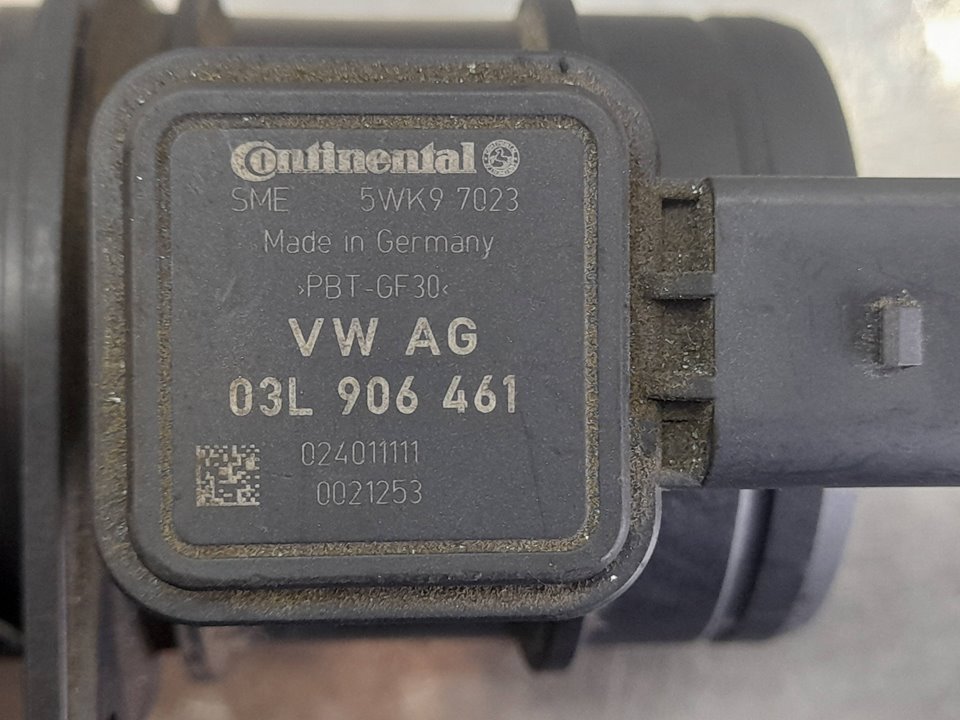 Continental
SME 5WK9 7023
Made in Germany
›PBT-GF30‹
VW AG
03L 906 461
024011111
0021253